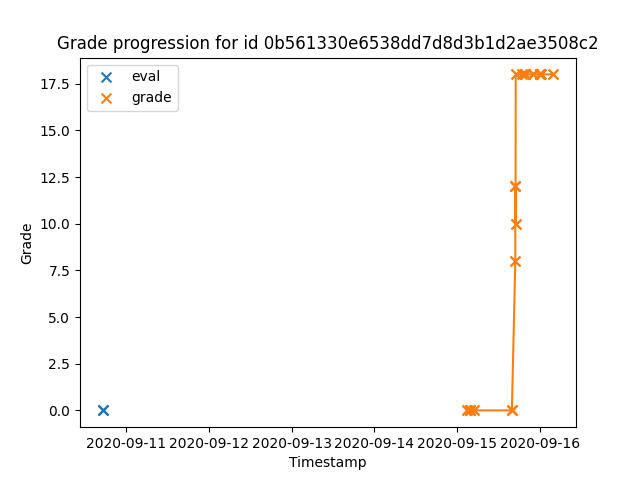 Grade progression for id 0b561330e6538dd7d8d3b1d2ae3508c2
eval
grade
17.5
15.0
12.5
10.0
7.5
5.0
2.5
0.0
Grade
2020-09-11 2020-09-12 2020-09-13 2020-09-14 2020-09-15 2020-09-16
Timestamp